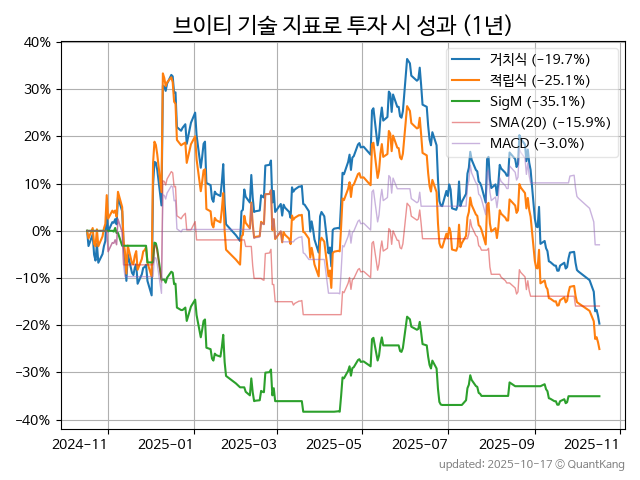 브이티 기술 지표로 투자 시 성과 (1년)
40%
30%
20%
10%
0%
−10%
−20%
−30%
−40%
거치식 (−19.7%)
적립식 (−25.1%)
SigM (−35.1%)
SMA(20) (−15.9%)
MACD (−3.0%)
2024-11
2025-01
2025-03
2025-05
2025-07
2025-09
2025-11
updated: 2025-10-17 © QuantKang